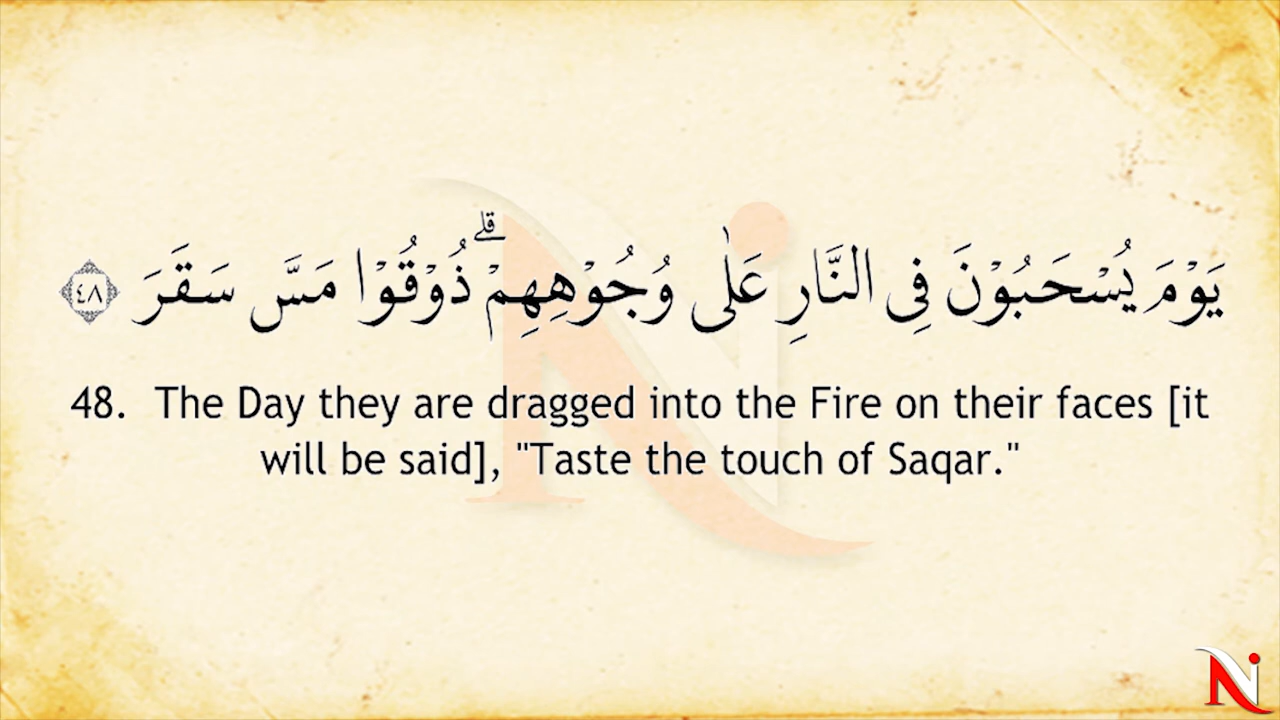 يَوْمَ يُسْحَبُوْنَ فِى النَّارِ عَلٰى وُجُوْهِهِمْ ۗ ذُوْقُوْا مَسَّ سَقَرَ ٤٨
48. The Day they are dragged into the Fire on their faces [it
will be said], "Taste the touch of Saqar."